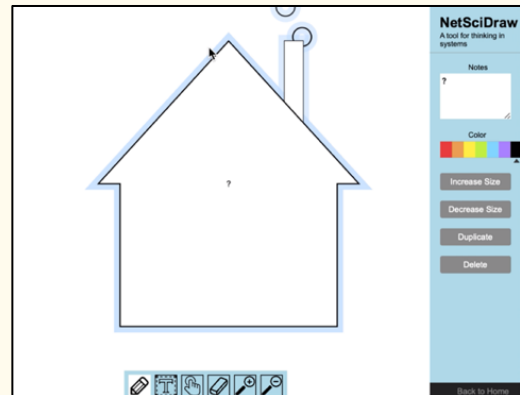 NetSciDraw
A tool for thinking in
systems
Notes
?
Color
?
Increase Size
Decrease Size
Duplicate
Delete
T
Back to Home